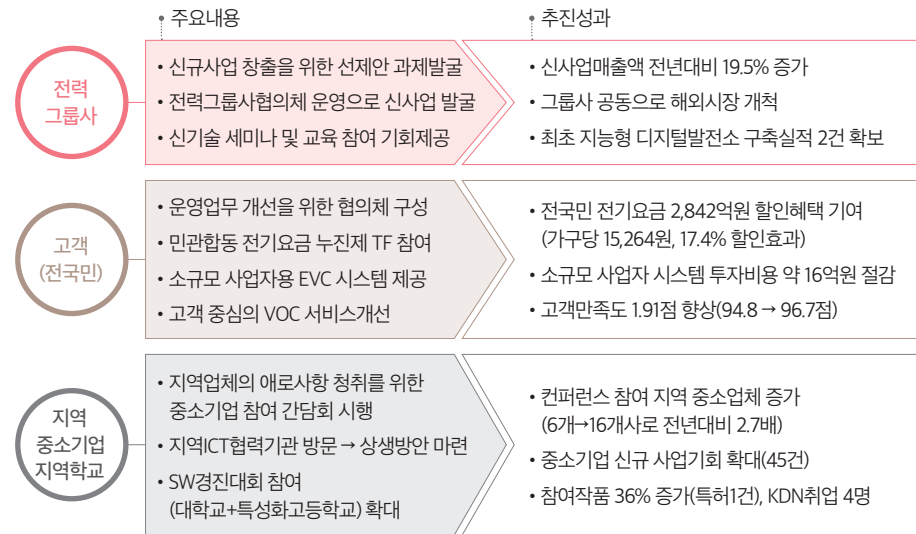 주요내용
추진성과
전력
그룹사
• 신규사업 창출을 위한 선제안 과제발굴
• 전력그룹사협의체 운영으로 신사업 발굴
• 신기술 세미나 및 교육 참여 기회제공
• 신사업매출액 전년대비 19.5% 증가
• 그룹사 공동으로 해외시장 개척
• 최초 지능형 디지털발전소 구축실적 2건 확보
고객
(전국민)
• 운영업무 개선을 위한 협의체 구성
• 민관합동 전기요금 누진제 TF 참여
• 소규모 사업자용 EVC 시스템 제공
• 고객 중심의 VOC 서비스개선
• 전국민 전기요금 2,842억원 할인혜택 기여
(가구당 15,264원, 17.4% 할인효과)
• 소규모 사업자 시스템 투자비용 약 16억원 절감
• 고객만족도 1.91점 향상(94.8 → 96.7점)
지역
중소기업
지역학교
• 지역업체의 애로사항 청취를 위한
중소기업 참여 간담회 시행
• 지역ICT협력기관 방문 → 상생방안 마련
• SW경진대회 참여
(대학교+특성화고등학교) 확대
• 컨퍼런스 참여 지역 중소업체 증가
(6개→16개사로 전년대비 2.7배)
• 중소기업 신규 사업기회 확대(45건)
• 참여작품 36% 증가(특허1건), KDN취업 4명